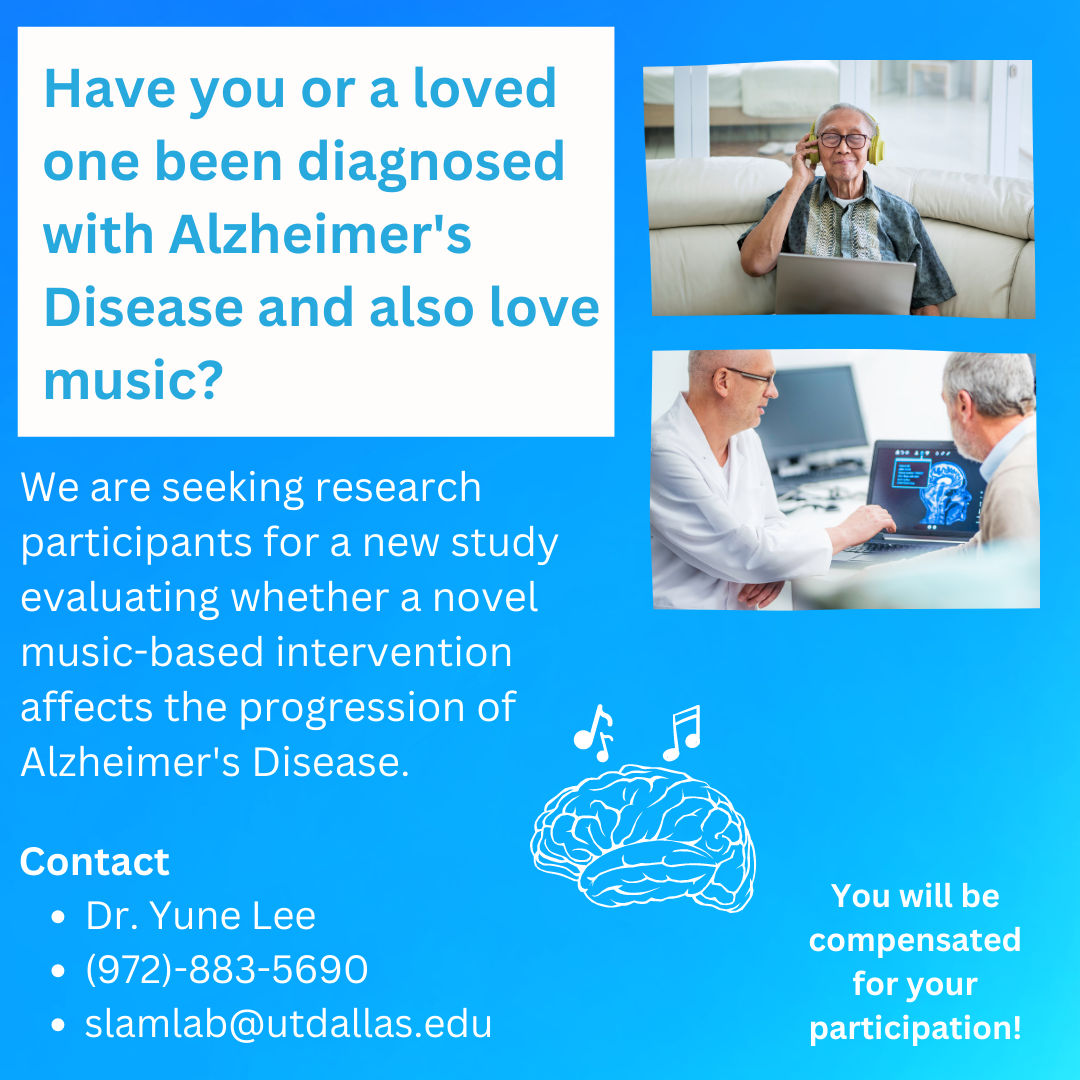 Have you or a loved
one been diagnosed
with Alzheimer's
Disease and also love
music?
We are seeking research
participants for a new study
evaluating whether a novel
music-based intervention
affects the progression of
Alzheimer's Disease.
Contact
• Dr. Yune Lee
• (972)-883-5690
• slamlab@utdallas.edu
You will be
compensated
for your
participation!